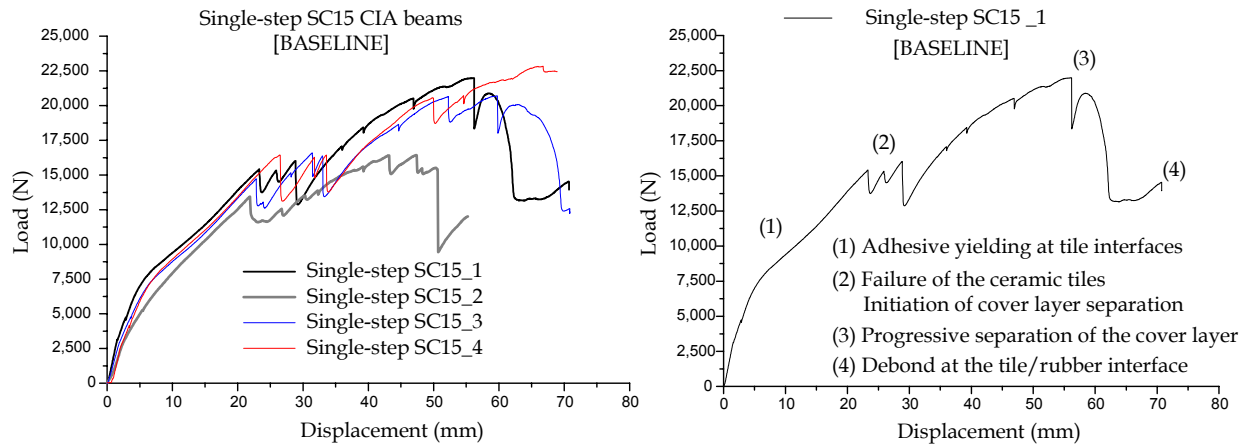 Single-step SC15 CIA beams
[BASELINE]
25,000
22,500
20,000
17,500
15,000
12,500
10,000
7,500
5,000
2,500
0
Load (N)
Single-step SC15_1
Single-step SC15_2
Single-step SC15_3
Single-step SC15_4
0 10 20 30 40 50 60 70 80
Displacement (mm)
Single-step SC15 _1
[BASELINE]
25,000
22,500
20,000
17,500
15,000
12,500
10,000
7,500
5,000
2,500
0
Load (N)
(3)
(2)
(4)
(1)
(1) Adhesive yielding at tile interfaces
(2) Failure of the ceramic tiles
Initiation of cover layer separation
(3) Progressive separation of the cover layer
(4) Debond at the tile/rubber interface
0 10 20 30 40 50 60 70 80
Displacement (mm)